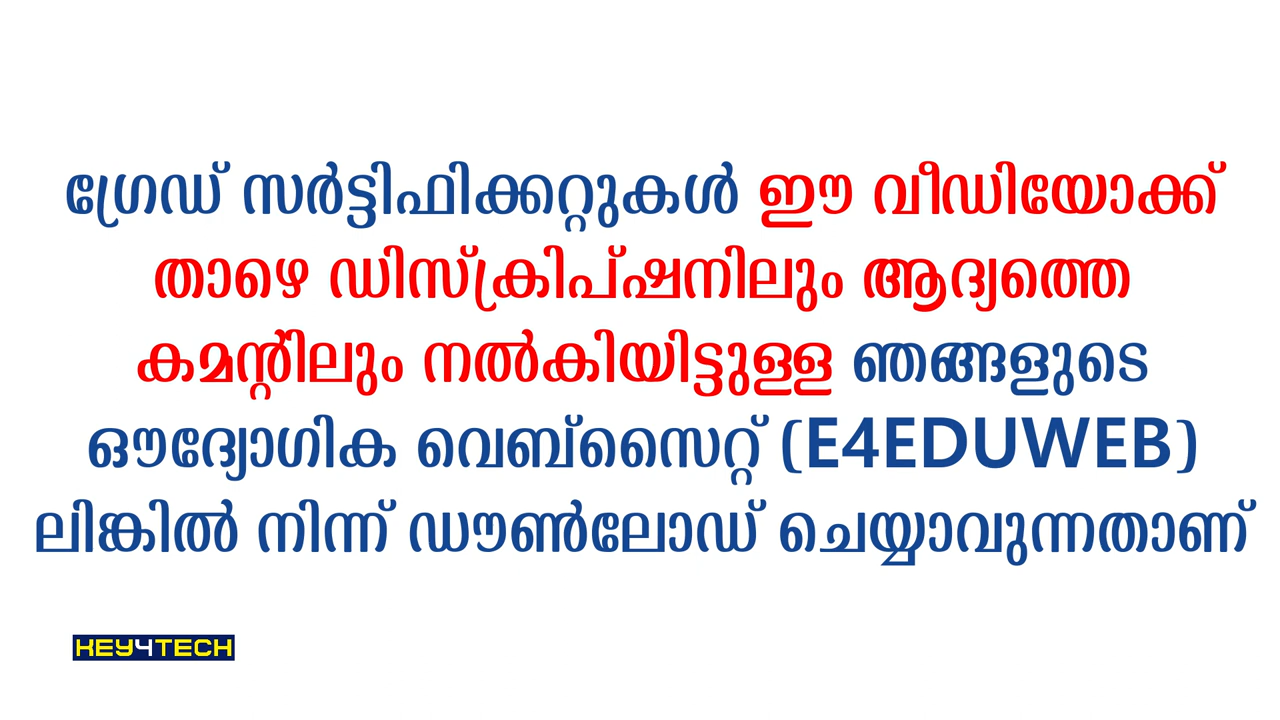 ഗ്രേഡ് സർട്ടിഫിക്കറ്റുകൾ ഈ വീഡിയോക്ക്
താഴെ ഡിസ്ക്രിപ്ഷനിലും ആദ്യത്തെ
കമന്റിലും നൽകിയിട്ടുള്ള ഞങ്ങളുടെ
ഔദ്യോഗിക വെബ്സൈറ്റ് (E4EDUWEB)
ലിങ്കിൽ നിന്ന് ഡൗൺലോഡ് ചെയ്യാവുന്നതാണ്
KEY4TECH